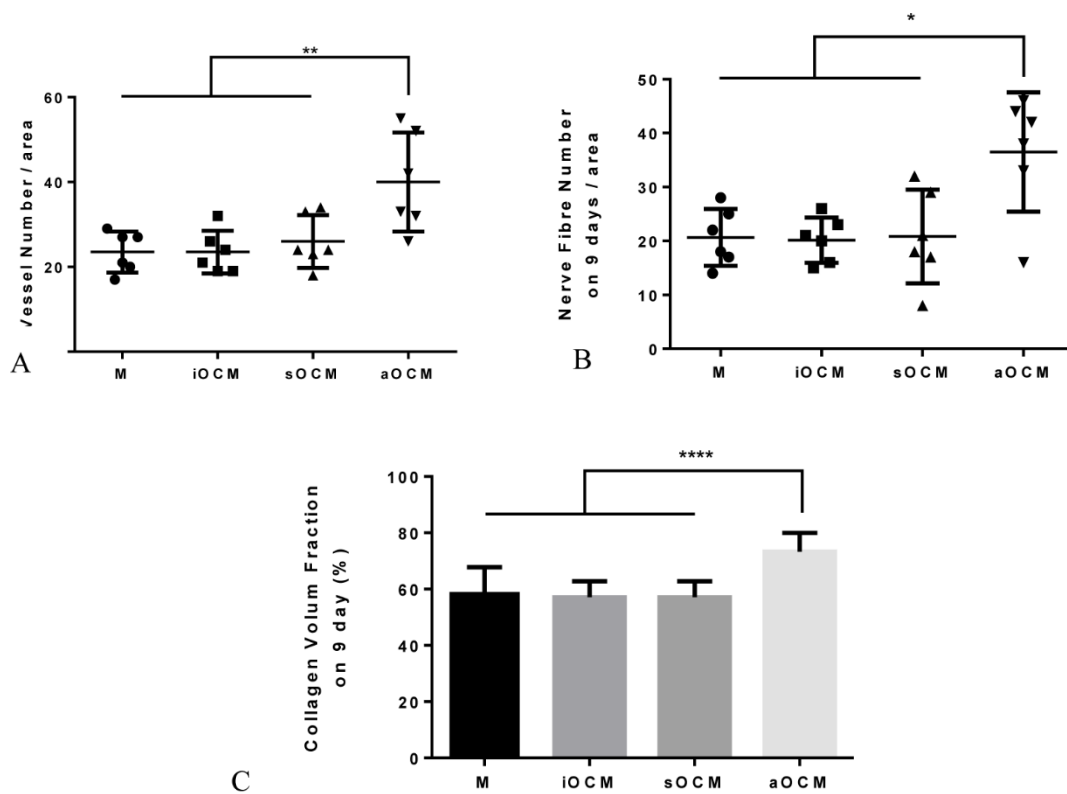 **
Vessel Number / area
60
40
20
M
iOCM
sOCM
aOCM
A
*
Nerve Fibre Number
on 9 days / area
50
40
30
20
10
0
M
iOCM
sOCM
aOCM
B
****
Collagen Volum Fraction
on 9 day (%)
100
80
60
40
20
0
M
iOCM
sOCM
aOCM
C